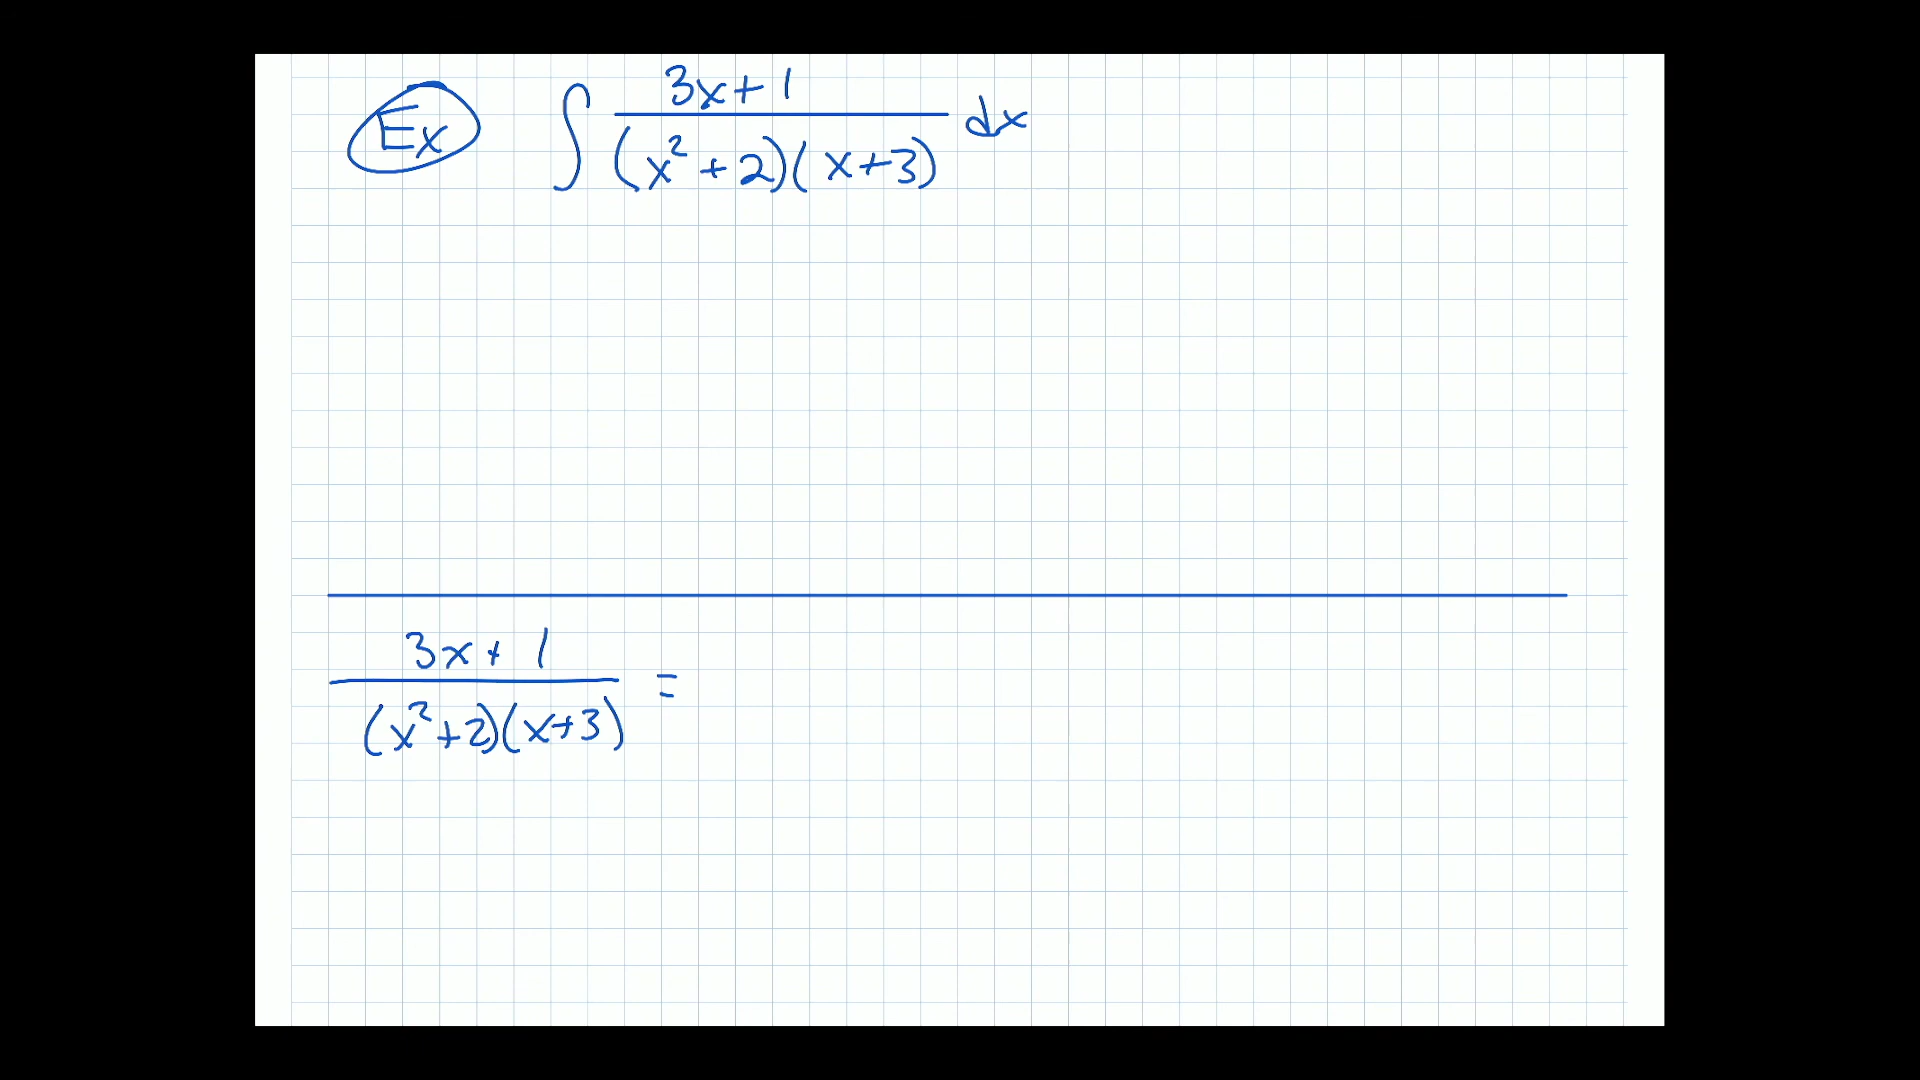 Ex ∫ (3x+1)/((x²+2)(x+3)) dx
(3x+1)/((x²+2)(x+3)) =